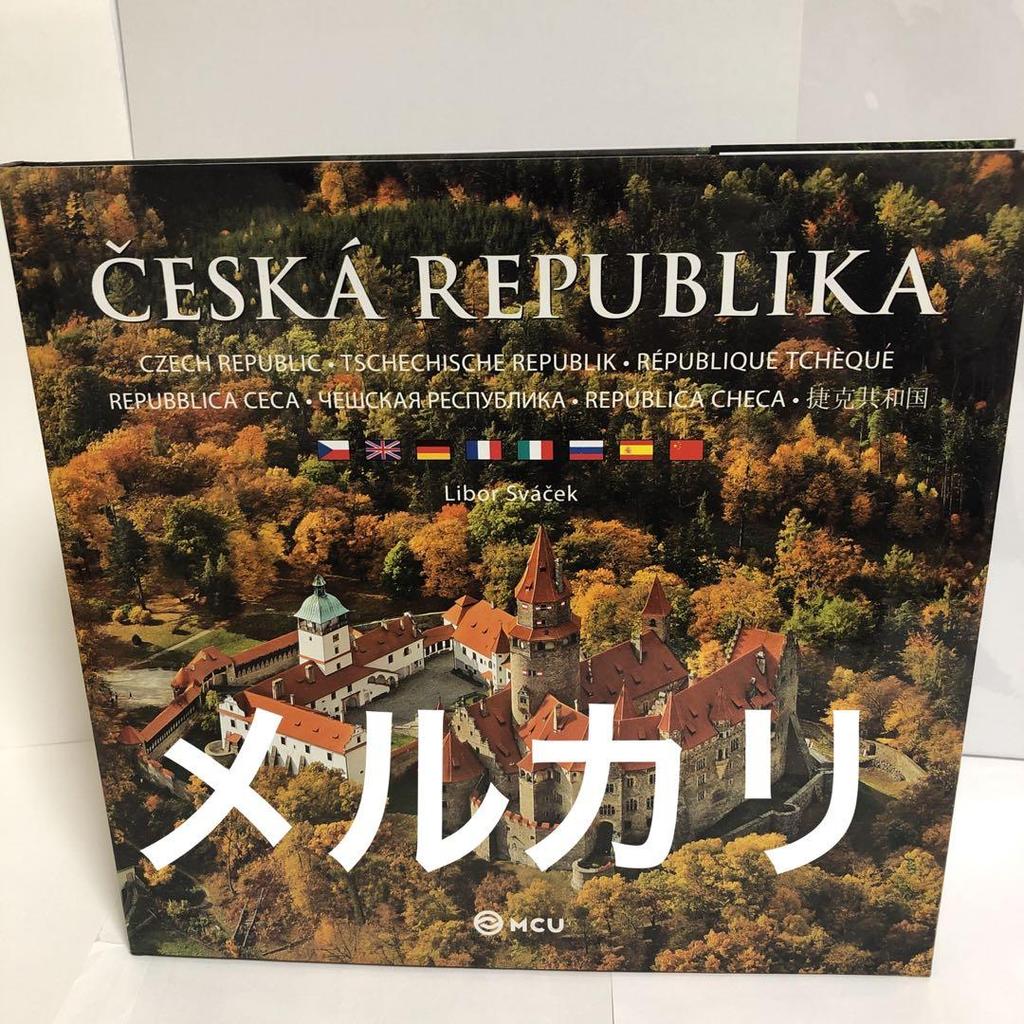 ČESKÁ REPUBLIKA
CZECH REPUBLIC • TSCHECHISCHE REPUBLIK • RÉPUBLIQUE TCHÈQUÉ
REPUBBLICA CECA • ЧЕШСКАЯ РЕСПУБЛИКА • REPÚBLICA CHECA • 捷克共和国
Libor Sváček
メルカリ
MCU